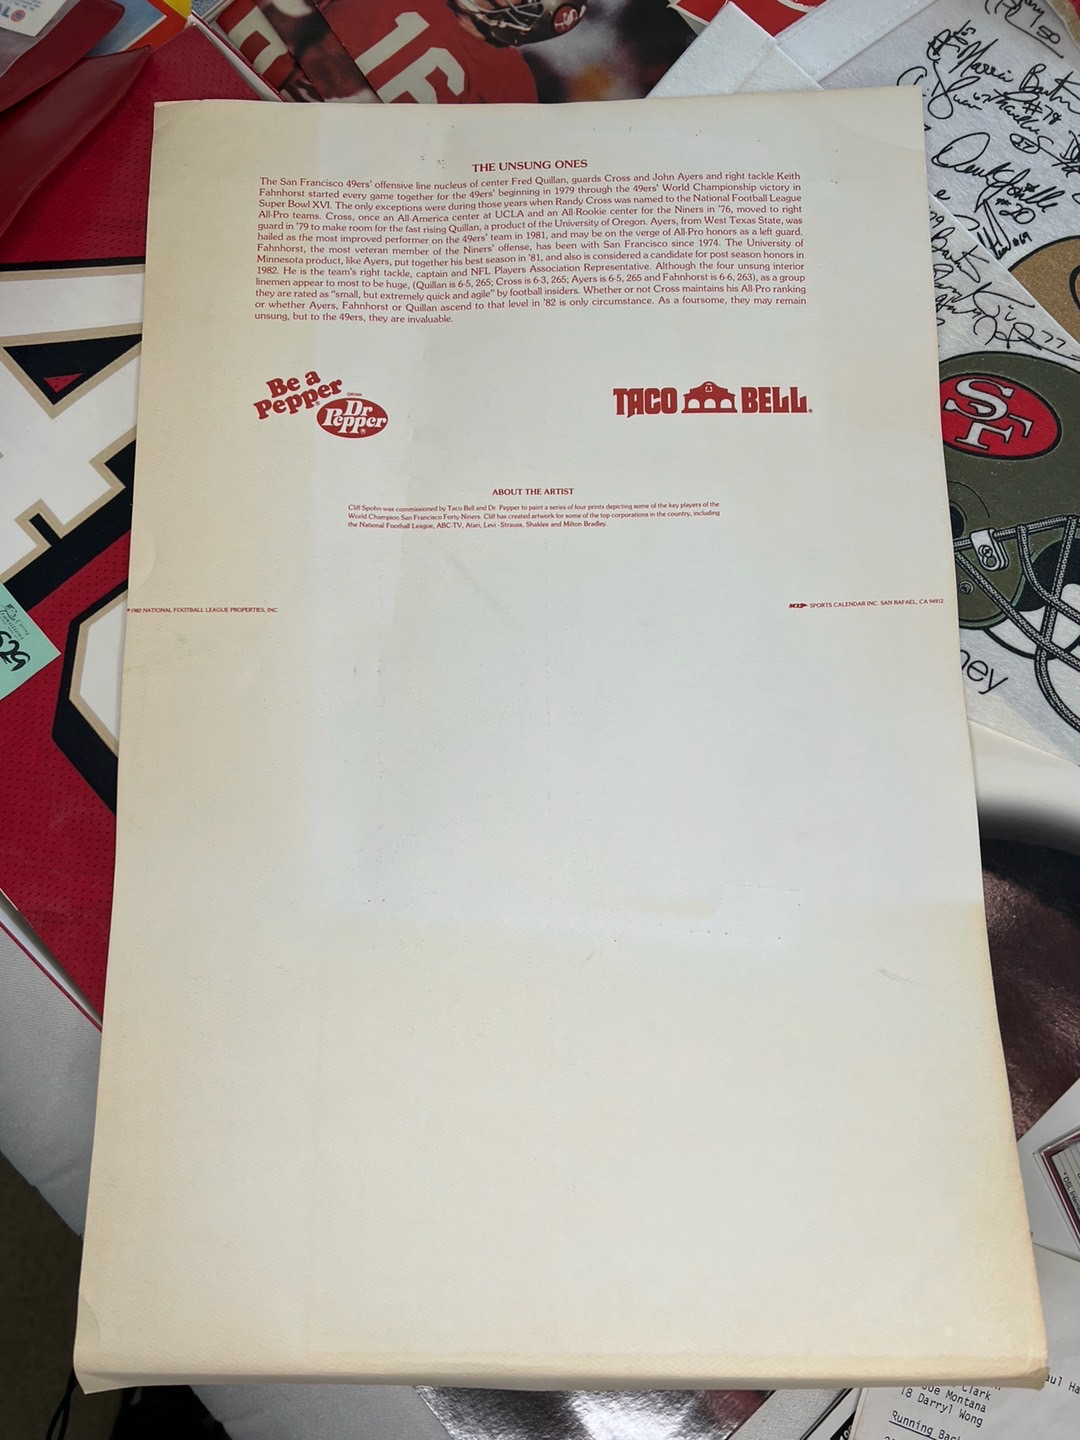 16
THE UNSUNG ONES
The San Francisco 49ers' offensive line nucleus of center Fred Quillan, guards Cross and John Ayers and right tackle Keith
Fahnhorst started every game together for the 49ers' beginning in 1979 through the 49ers' World Championship victory in
Super Bowl XVI. The only exceptions were during those years when Randy Cross was named to the National Football League
All-Pro teams. Cross, once an All-America center at UCLA and an All-Rookie center for the Niners in '76, moved to right
guard in '79 to make room for the fast rising Quillan, a product of the University of Oregon. Ayers, from West Texas State, was
hailed as the most improved performer on the 49ers' team in 1981, and may be on the verge of All-Pro honors as a left guard.
Fahnhorst, the most veteran member of the Niners' offense, has been with San Francisco since 1974. The University of
Minnesota product, like Ayers, put together his best season in '81, and also is considered a candidate for post season honors in
1982. He is the team's right tackle, captain and NFL Players Association Representative. Although the four unsung interior
linemen appear to most to be huge, (Quillan is 6-5, 265; Cross is 6-3, 265; Ayers is 6-5, 265 and Fahnhorst is 6-6, 263), as a group
they are rated as "small, but extremely quick and agile" by football insiders. Whether or not Cross maintains his All-Pro ranking
or whether Ayers, Fahnhorst or Quillan ascend to that level in '82 is only circumstance. As a foursome, they may remain
unsung, but to the 49ers, they are invaluable.
Be a
Pepper®
DRINK
Dr
Pepper
®
TACO BELL®
ABOUT THE ARTIST
Cliff Spohn was commissioned by Taco Bell and Dr. Pepper to paint a series of four prints depicting some of the key players of the
World Champion San Francisco Forty-Niners. Cliff has created artwork for some of the top corporations in the country, including
the National Football League, ABC-TV, Atari, Levi-Strauss, Shaklee and Milton Bradley.
©1982 NATIONAL FOOTBALL LEAGUE PROPERTIES, INC.
SPORTS CALENDAR INC. SAN RAFAEL, CA 94912
SF
ney
$25
Clark
Joe Montana
18 Darryl Wong
Running Bac
aul Ha